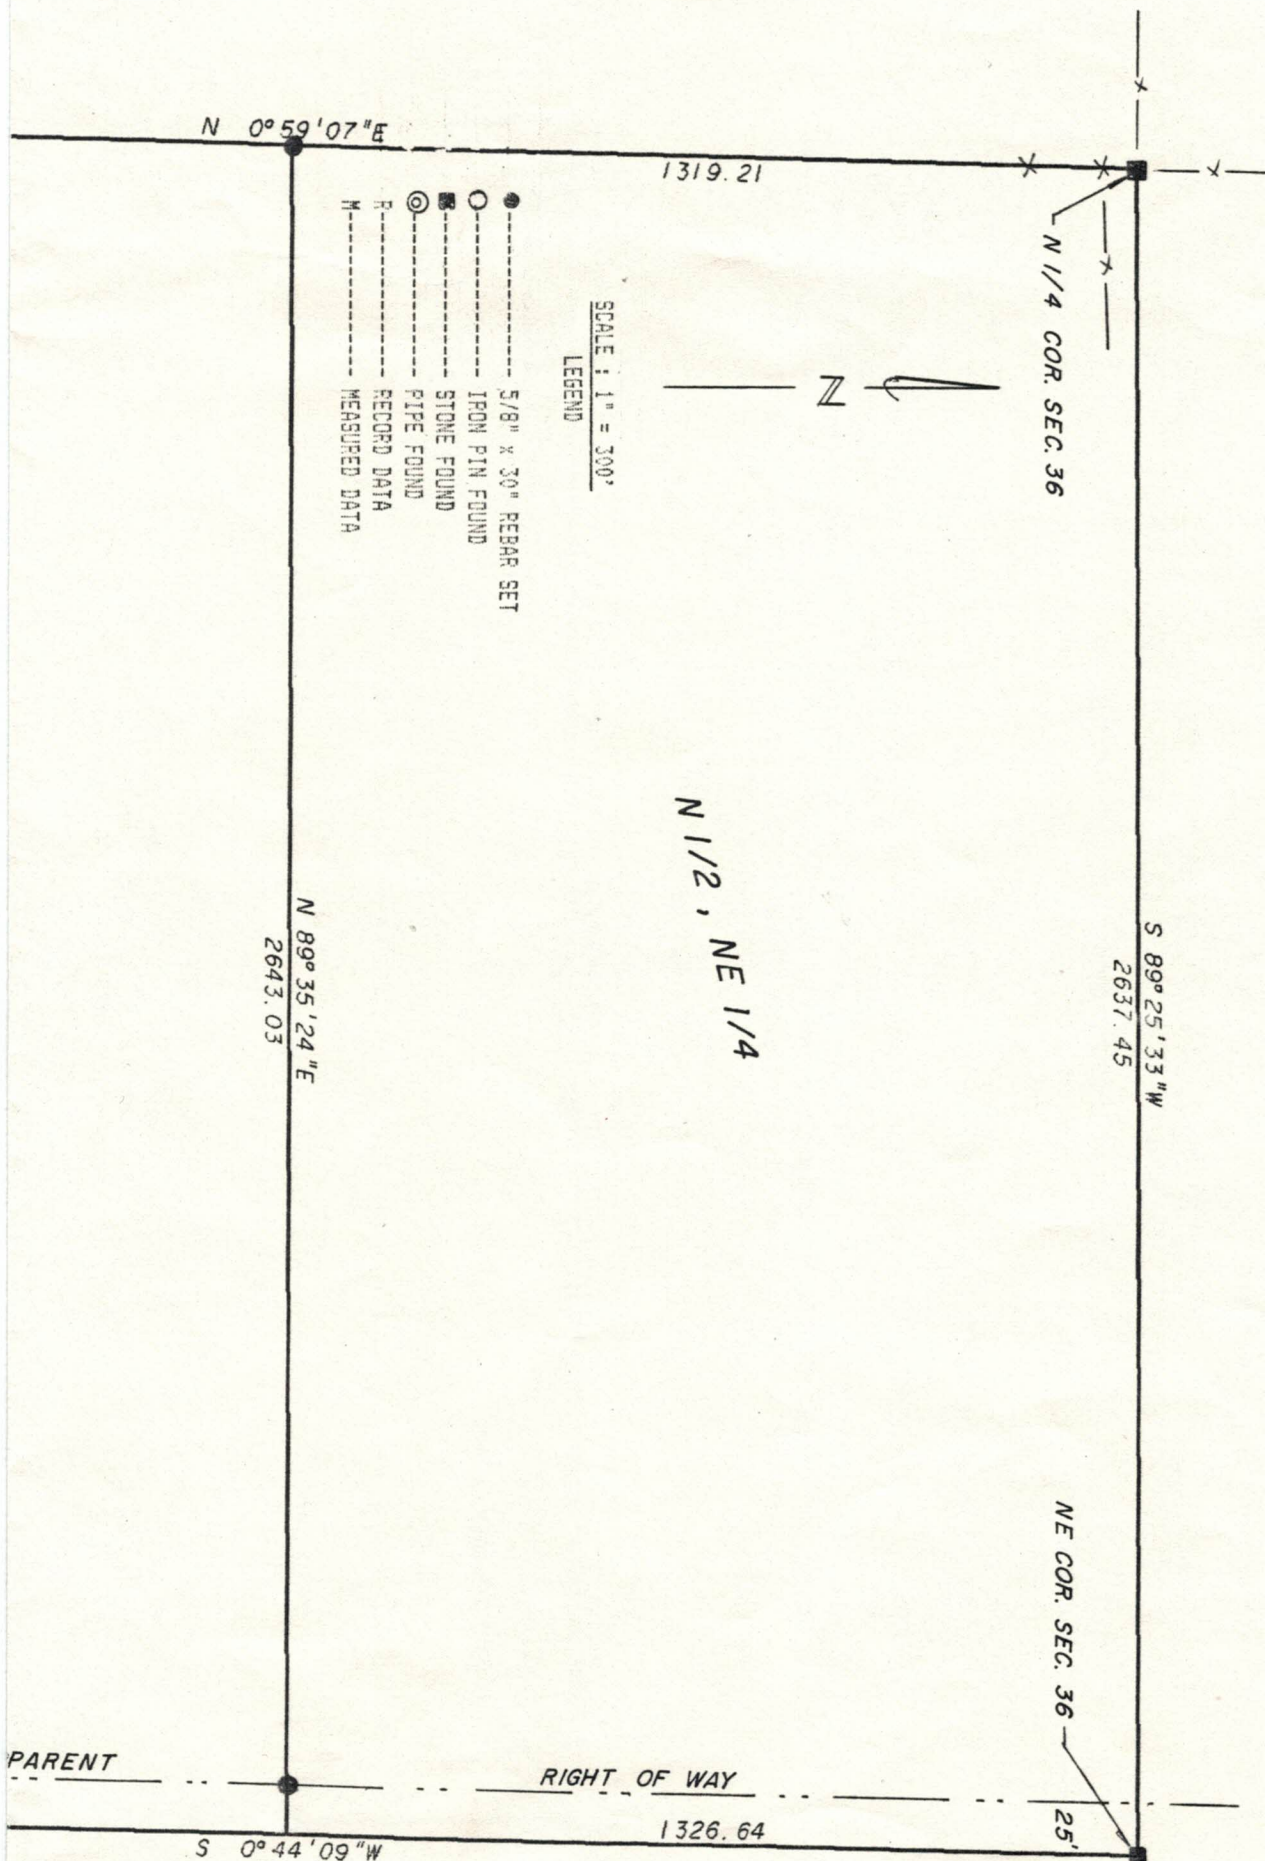 N 0°59'07"E
1319.21
N 1/4 COR. SEC. 36
N
SCALE : 1" = 300'
LEGEND
5/8" x 30" REBAR SET
IRON PIN FOUND
STONE FOUND
PIPE FOUND
R------------- RECORD DATA
M------------- MEASURED DATA
S 89°25'33"W
2637.45
N 1/2, NE 1/4
N 89°35'24"E
2643.03
NE COR. SEC. 36
25'
PARENT
RIGHT OF WAY
1326.64
S 0°44'09"W